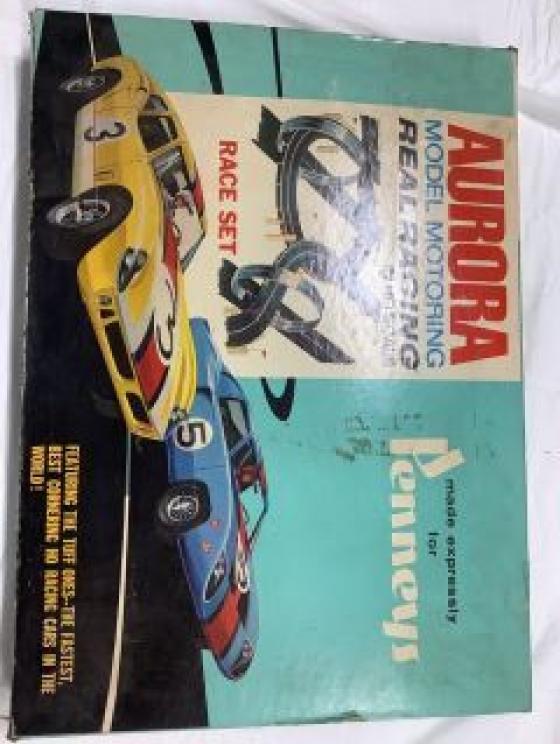 AURORA
MODEL MOTORING
REAL RACING
RACE SET
made expressly
for
Penneys
3
3
5
FEATURING THE TUFF ONES--THE FASTEST,
BEST CORNERING HO RACING CARS IN THE
WORLD!